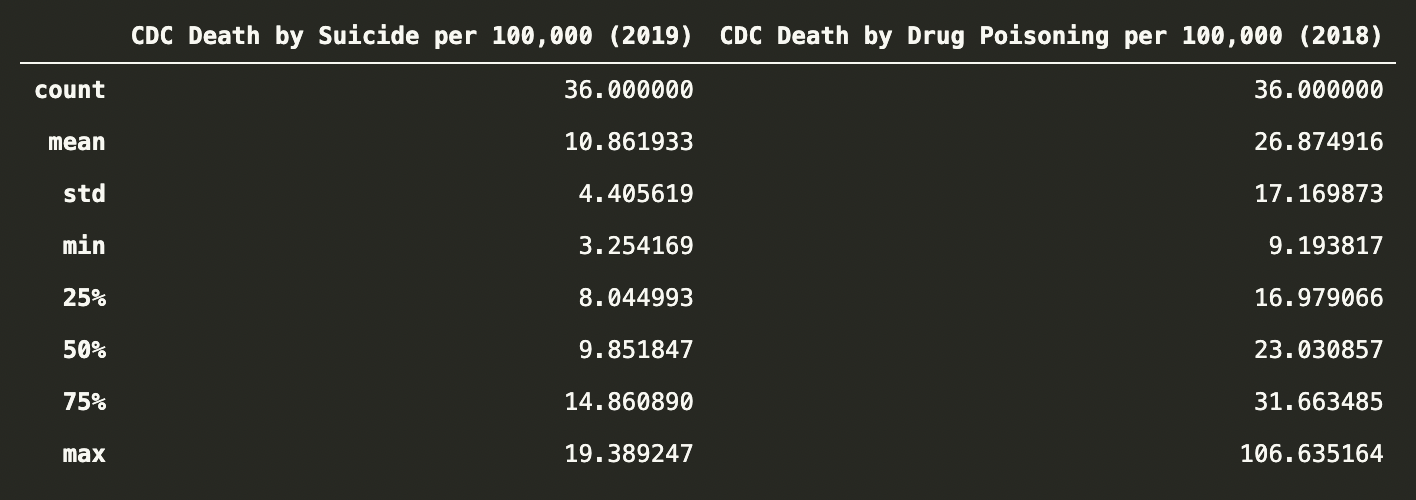 CDC Death by Suicide per 100,000 (2019) CDC Death by Drug Poisoning per 100,000 (2018)
count 36.000000 36.000000
mean 10.861933 26.874916
std 4.405619 17.169873
min 3.254169 9.193817
25% 8.044993 16.979066
50% 9.851847 23.030857
75% 14.860890 31.663485
max 19.389247 106.635164